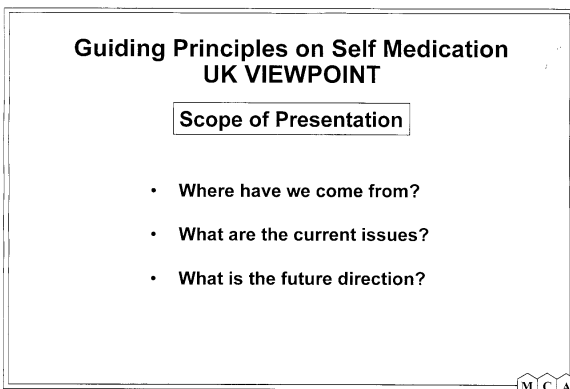 Guiding Principles on Self Medication
UK VIEWPOINT
Scope of Presentation
• Where have we come from?
• What are the current issues?
• What is the future direction?
M C A